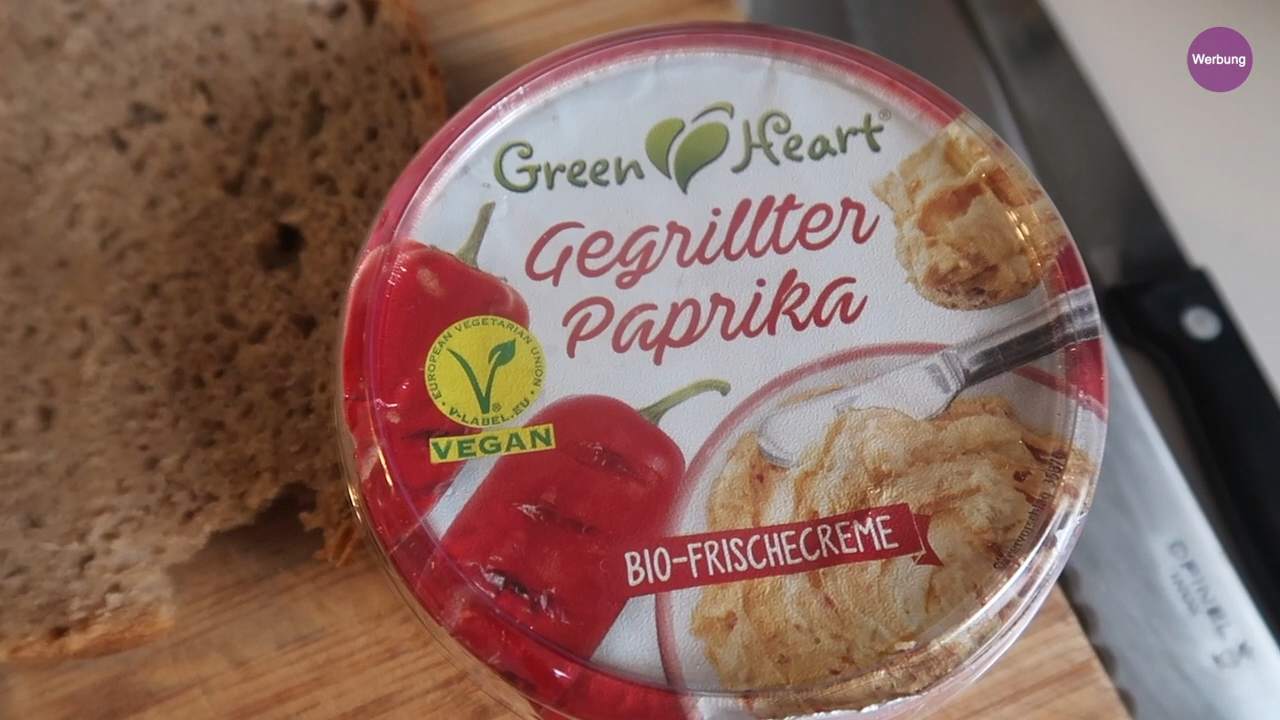 Werbung
Green Heart®
Gegrillter
Paprika
EUROPEAN VEGETARIAN UNION
V-LABEL.EU
VEGAN
BIO-FRISCHECREME